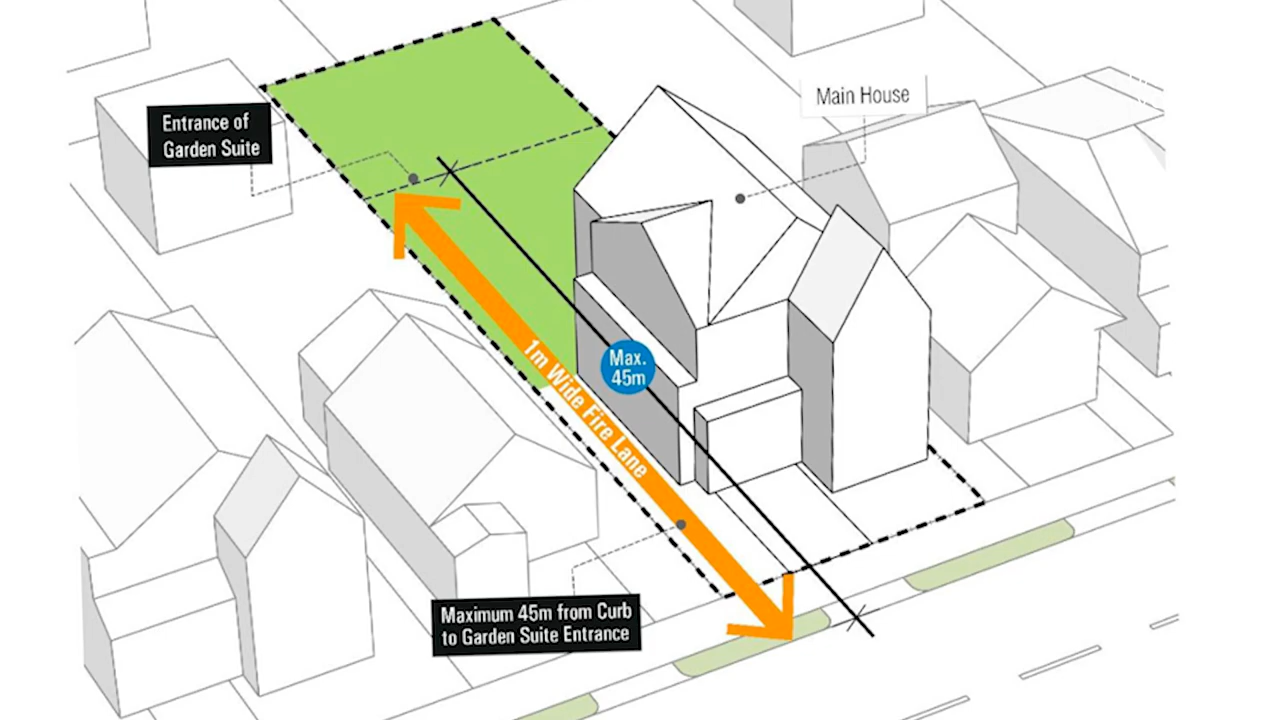 Main House
Entrance of
Garden Suite
Max.
45m
1m Wide Fire Lane
Maximum 45m from Curb
to Garden Suite Entrance